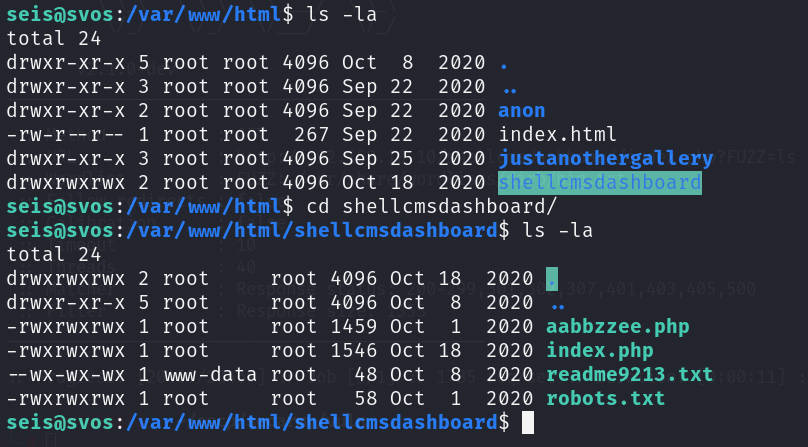 seis@svos:/var/www/html$ ls -la
total 24
drwxr-xr-x 5 root root 4096 Oct  8  2020 .
drwxr-xr-x 3 root root 4096 Sep 22  2020 ..
drwxr-xr-x 2 root root 4096 Sep 22  2020 anon
-rw-r--r-- 1 root root  267 Sep 22  2020 index.html
drwxr-xr-x 3 root root 4096 Sep 25  2020 justanothergallery
drwxrwxrwx 2 root root 4096 Oct 18  2020 shellcmsdashboard
seis@svos:/var/www/html$ cd shellcmsdashboard/
seis@svos:/var/www/html/shellcmsdashboard$ ls -la
total 24
drwxrwxrwx 2 root     root 4096 Oct 18  2020 .
drwxr-xr-x 5 root     root 4096 Oct  8  2020 ..
-rwxrwxrwx 1 root     root 1459 Oct  1  2020 aabbzzee.php
-rwxrwxrwx 1 root     root 1546 Oct 18  2020 index.php
--wx-wx-wx 1 www-data root   48 Oct  8  2020 readme9213.txt
-rwxrwxrwx 1 root     root   58 Oct  1  2020 robots.txt
seis@svos:/var/www/html/shellcmsdashboard$